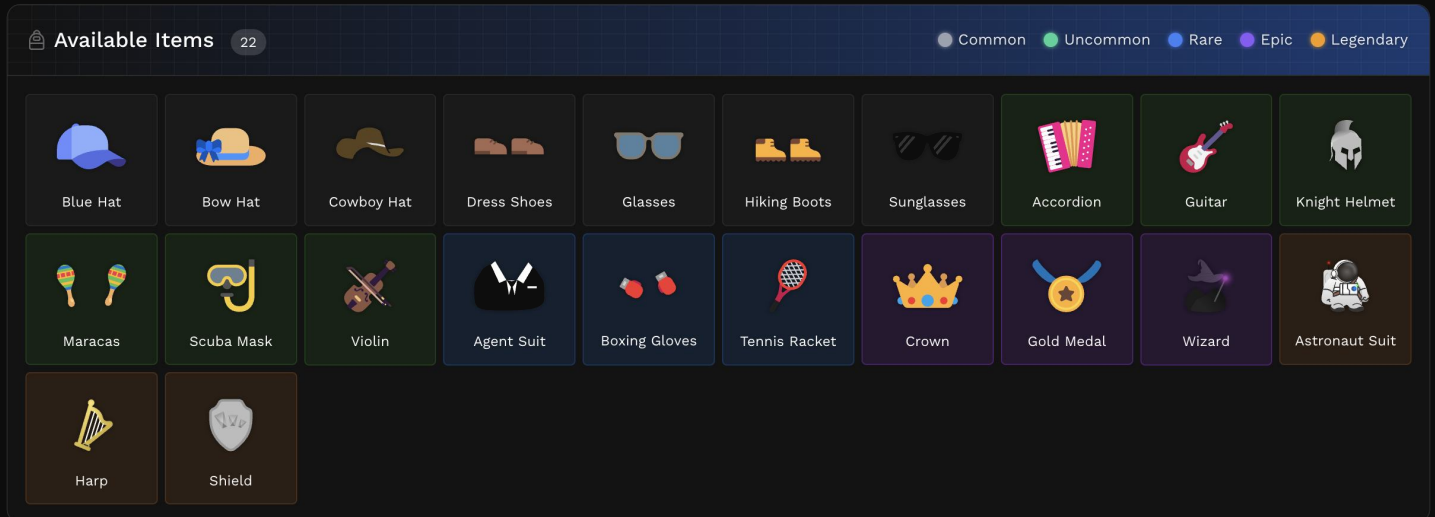 Available Items 22
Common Uncommon Rare Epic Legendary
Blue Hat Bow Hat Cowboy Hat Dress Shoes Glasses Hiking Boots Sunglasses Accordion Guitar Knight Helmet
Maracas Scuba Mask Violin Agent Suit Boxing Gloves Tennis Racket Crown Gold Medal Wizard Astronaut Suit
Harp Shield